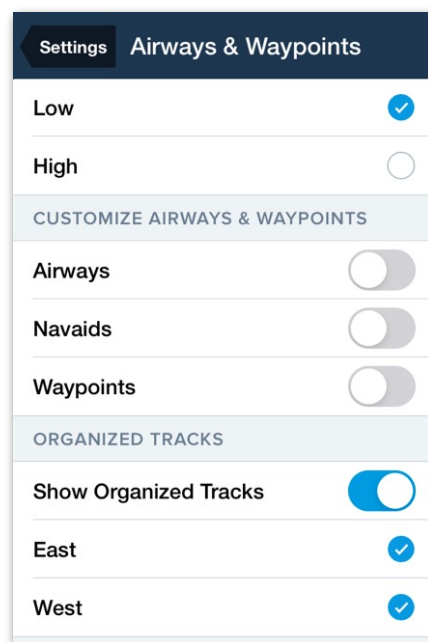 Settings Airways & Waypoints
Low
High
CUSTOMIZE AIRWAYS & WAYPOINTS
Airways
Navaids
Waypoints
ORGANIZED TRACKS
Show Organized Tracks
East
West